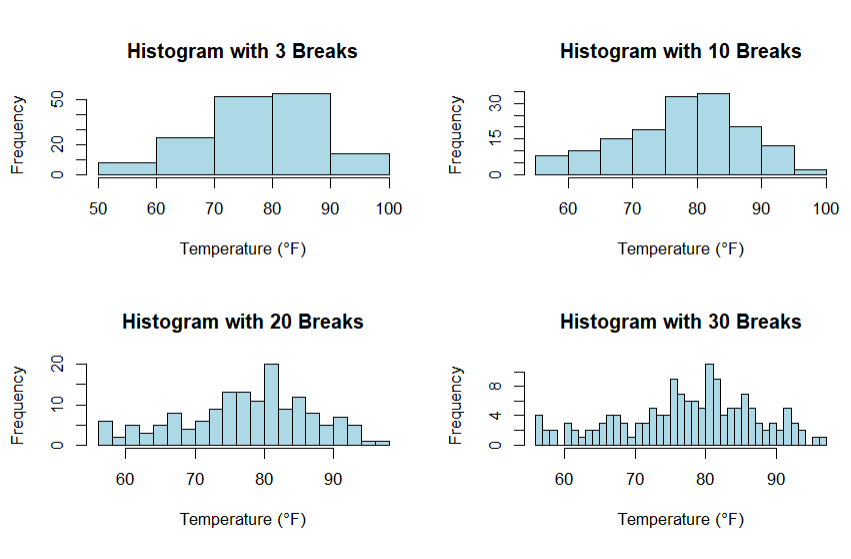 Histogram with 3 Breaks
Frequency
0 20 50
50 60 70 80 90 100
Temperature (°F)
Histogram with 10 Breaks
Frequency
0 15 30
60 70 80 90 100
Temperature (°F)
Histogram with 20 Breaks
Frequency
0 10 20
60 70 80 90
Temperature (°F)
Histogram with 30 Breaks
Frequency
0 4 8
60 70 80 90
Temperature (°F)